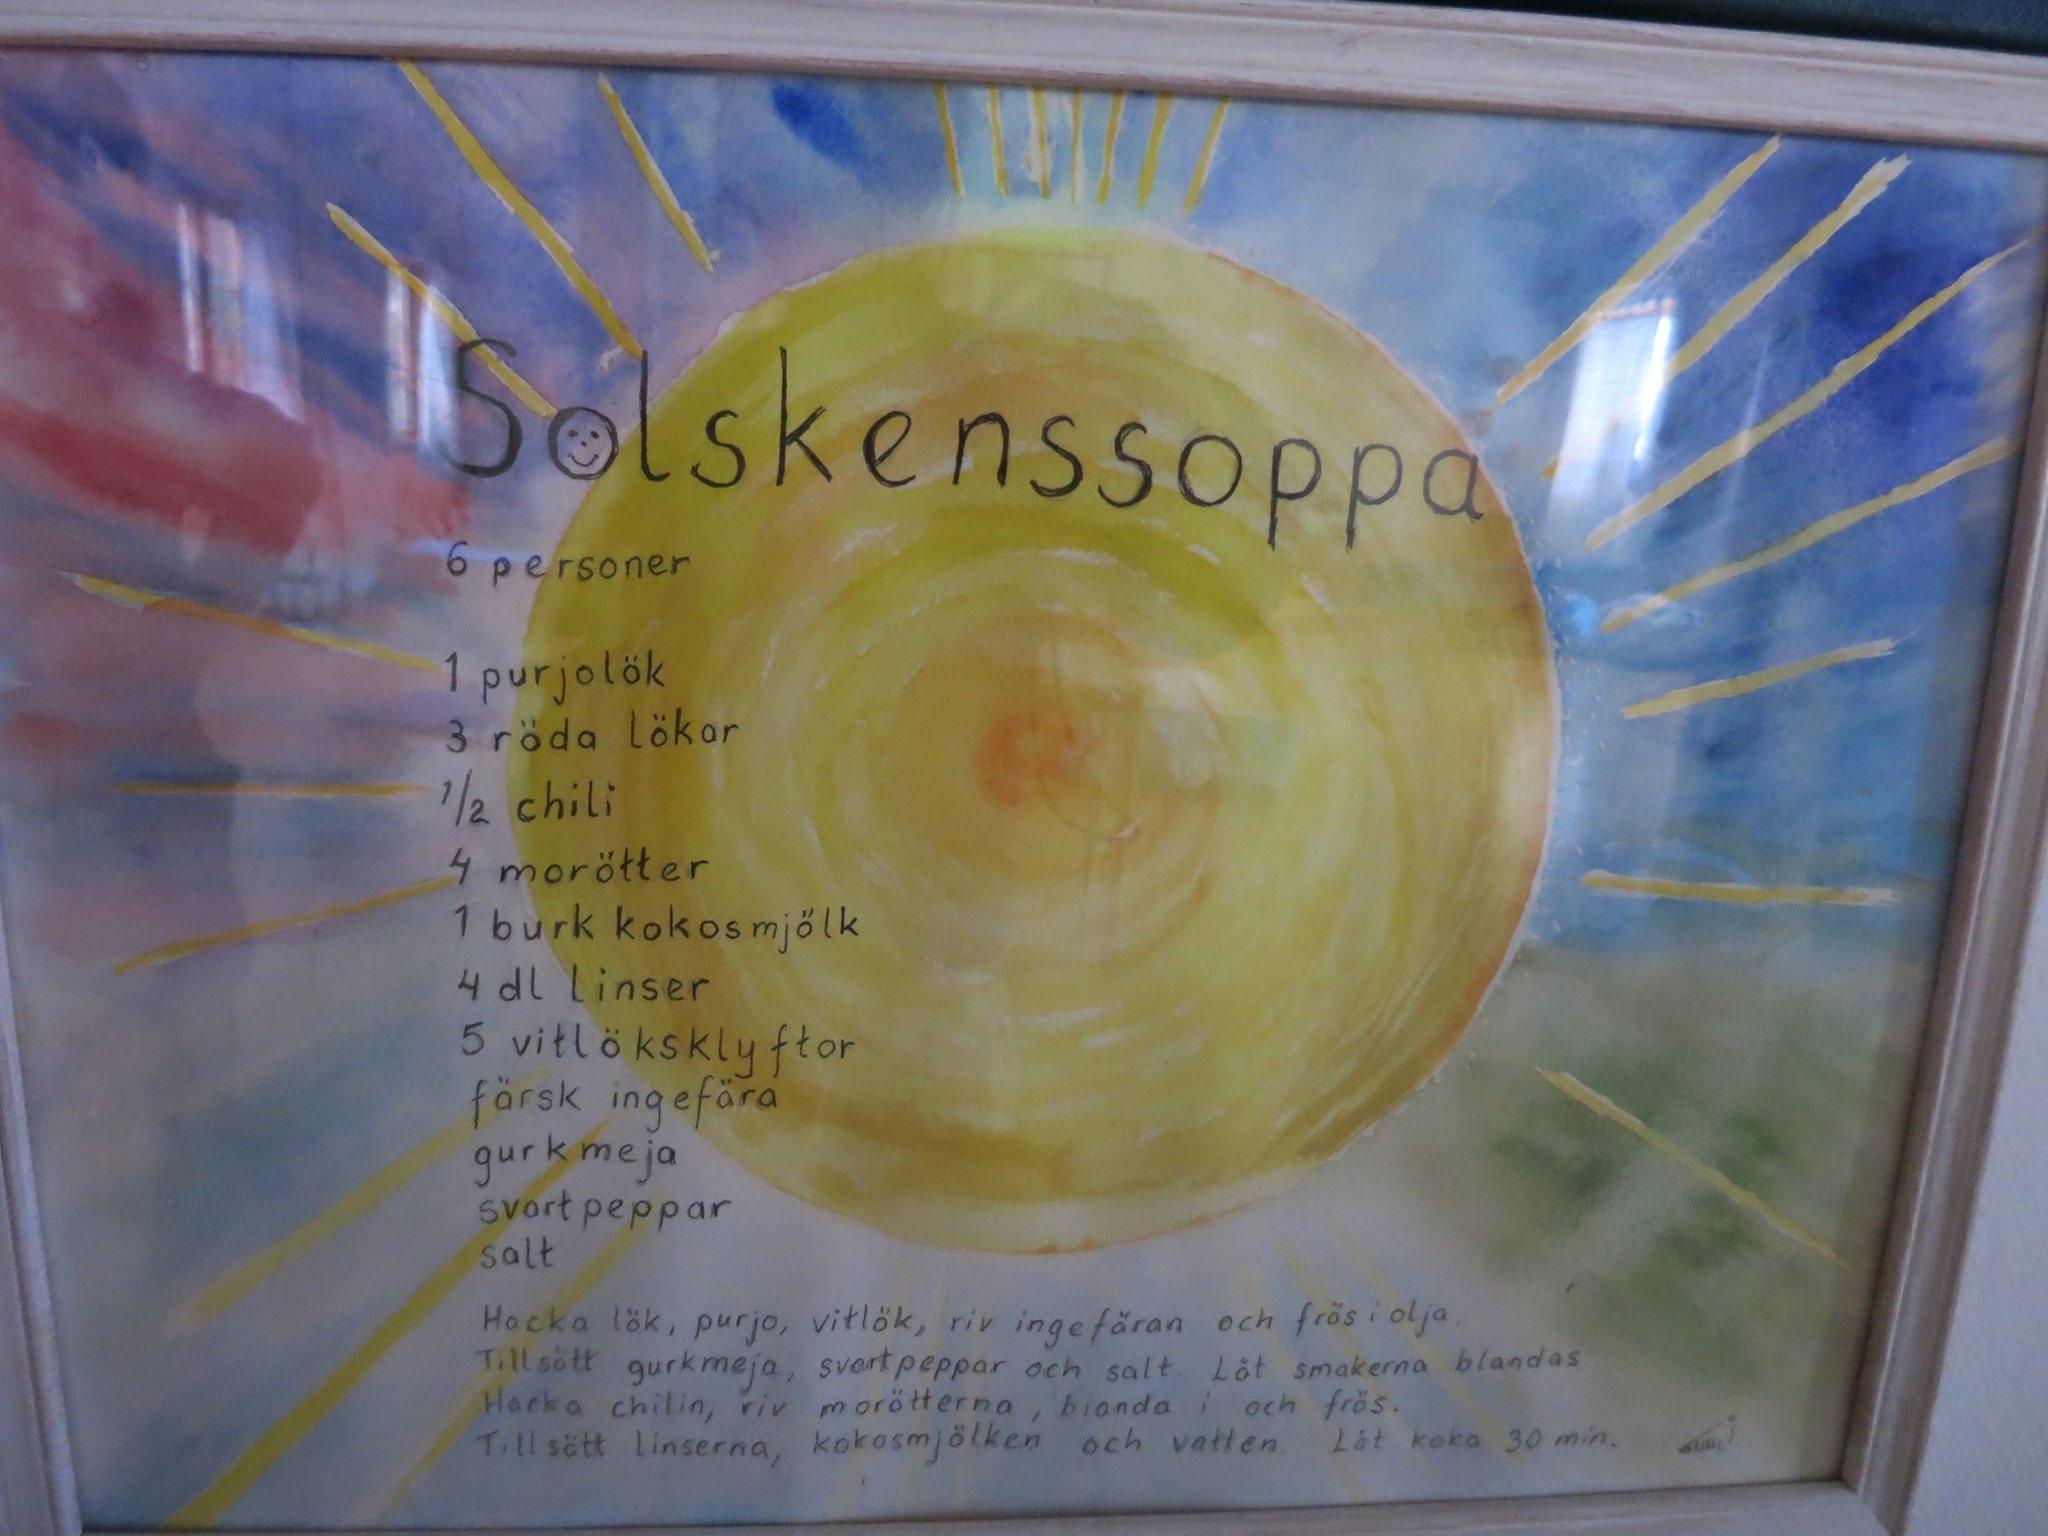 Solskenssoppa
6 personer
1 purjolök
3 röda lökar
1/2 chili
4 morötter
1 burk kokosmjölk
4 dl linser
5 vitlöksklyftor
färsk ingefära
gurkmeja
svartpeppar
salt
Hacka lök, purjo, vitlök, riv ingefäran och fräs i olja.
Tillsätt gurkmeja, svartpeppar och salt. Låt smakerna blandas
Hacka chilin, riv morötterna, blanda i och fräs.
Tillsätt linserna, kokosmjölken och vatten. Låt koka 30 min.